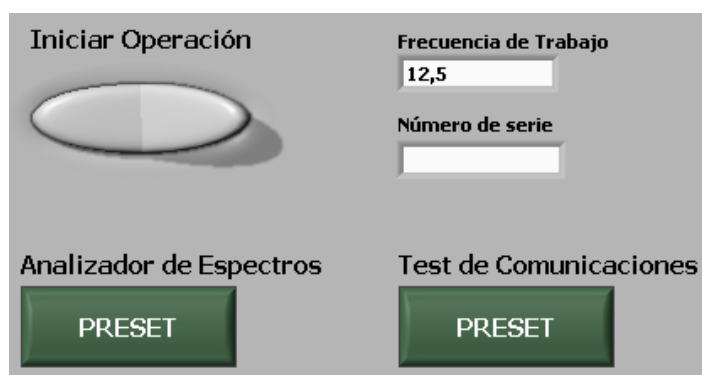 Iniciar Operación
Frecuencia de Trabajo
12,5
Número de serie
Analizador de Espectros
Test de Comunicaciones
PRESET
PRESET